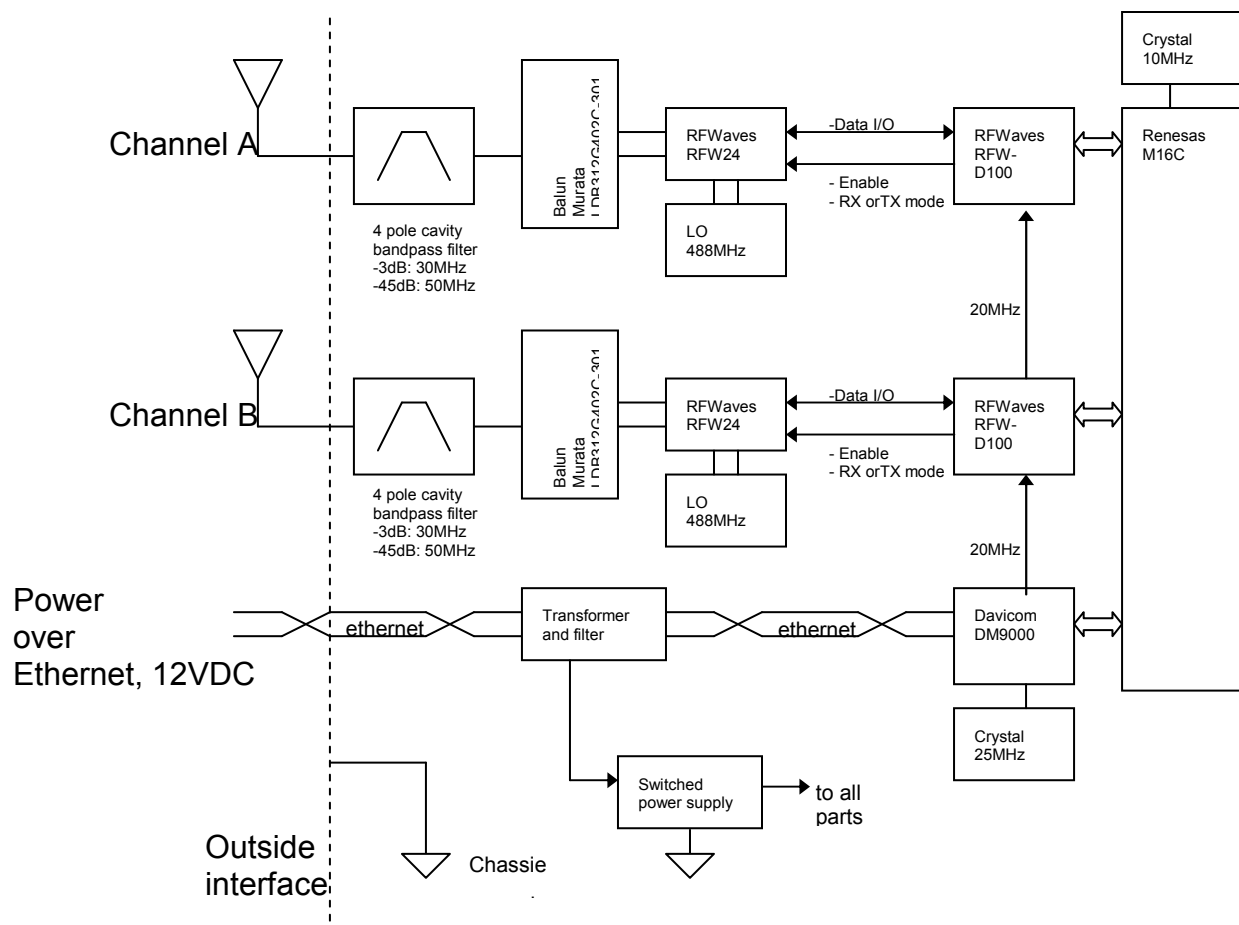 Crystal
10MHz
Channel A
Balun
Murata
LDB312G402C-301
RFWaves
RFW24
-Data I/O
RFWaves
RFW-
D100
Renesas
M16C
- Enable
- RX orTX mode
LO
488MHz
4 pole cavity
bandpass filter
-3dB: 30MHz
-45dB: 50MHz
20MHz
Channel B
Balun
Murata
LDB312G402C-301
RFWaves
RFW24
-Data I/O
RFWaves
RFW-
D100
- Enable
- RX orTX mode
LO
488MHz
4 pole cavity
bandpass filter
-3dB: 30MHz
-45dB: 50MHz
20MHz
Power
over
Ethernet, 12VDC
ethernet
Transformer
and filter
ethernet
Davicom
DM9000
Crystal
25MHz
Switched
power supply
to all
parts
Outside
interface
Chassie